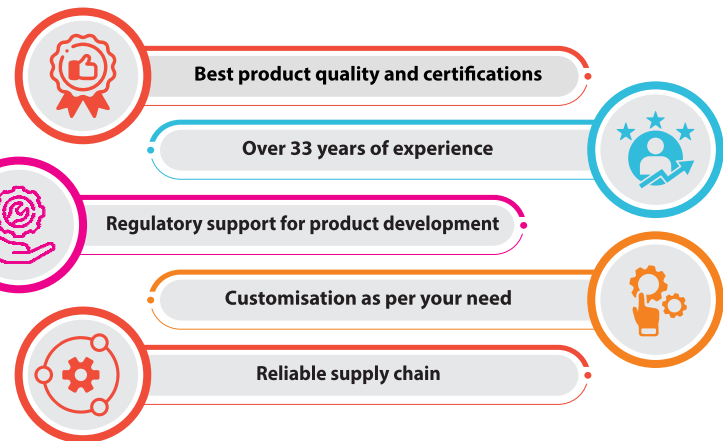 Best product quality and certifications
Over 33 years of experience
Regulatory support for product development
Customisation as per your need
Reliable supply chain